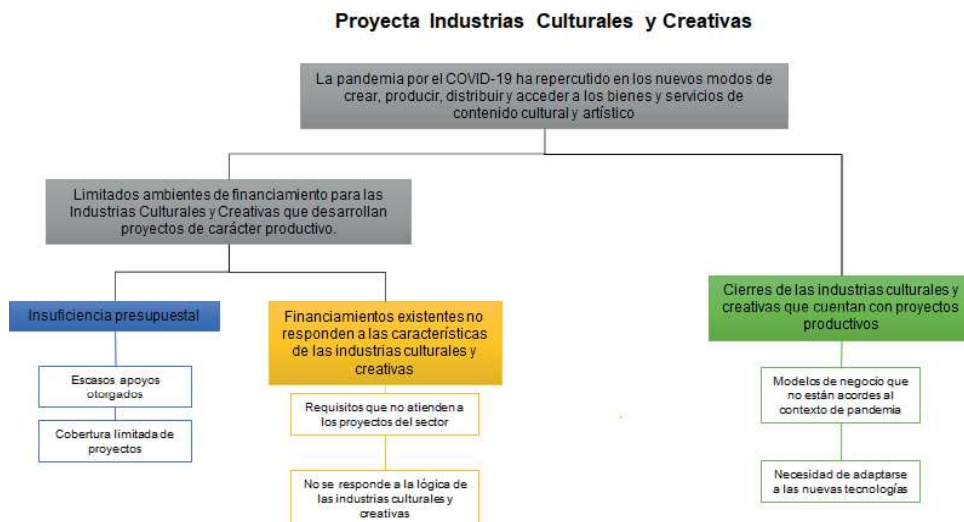 Proyecta Industrias Culturales y Creativas
La pandemia por el COVID-19 ha repercutido en los nuevos modos de
crear, producir, distribuir y acceder a los bienes y servicios de
contenido cultural y artístico
Limitados ambientes de financiamiento para las
Industrias Culturales y Creativas que desarrollan
proyectos de carácter productivo.
Insuficiencia presupuestal
Financiamientos existentes no
responden a las características
de las industrias culturales y
creativas
Cierres de las industrias culturales y
creativas que cuentan con proyectos
productivos
Escasos apoyos
otorgados
Cobertura limitada de
proyectos
Requisitos que no atienden a
los proyectos del sector
No se responde a la lógica de
las industrias culturales y
creativas
Modelos de negocio que
no están acordes al
contexto de pandemia
Necesidad de adaptarse
a las nuevas tecnologías